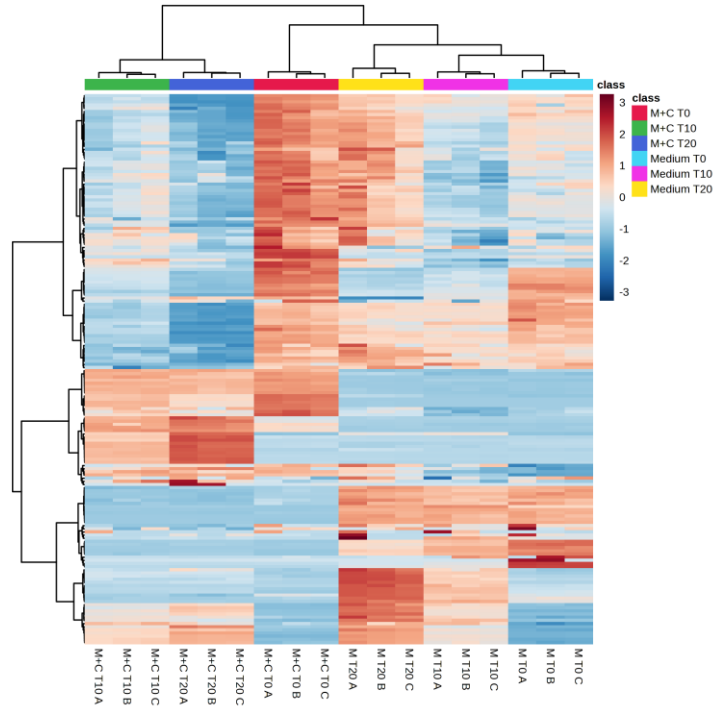 class
3
2
1
0
-1
-2
-3
class
M+C T0
M+C T10
M+C T20
Medium T0
Medium T10
Medium T20
M+C T10 A
M+C T10 B
M+C T10 C
M+C T20 A
M+C T20 B
M+C T20 C
M+C T0 A
M+C T0 B
M+C T0 C
M T20 A
M T20 B
M T20 C
M T10 A
M T10 B
M T10 C
M T0 A
M T0 B
M T0 C